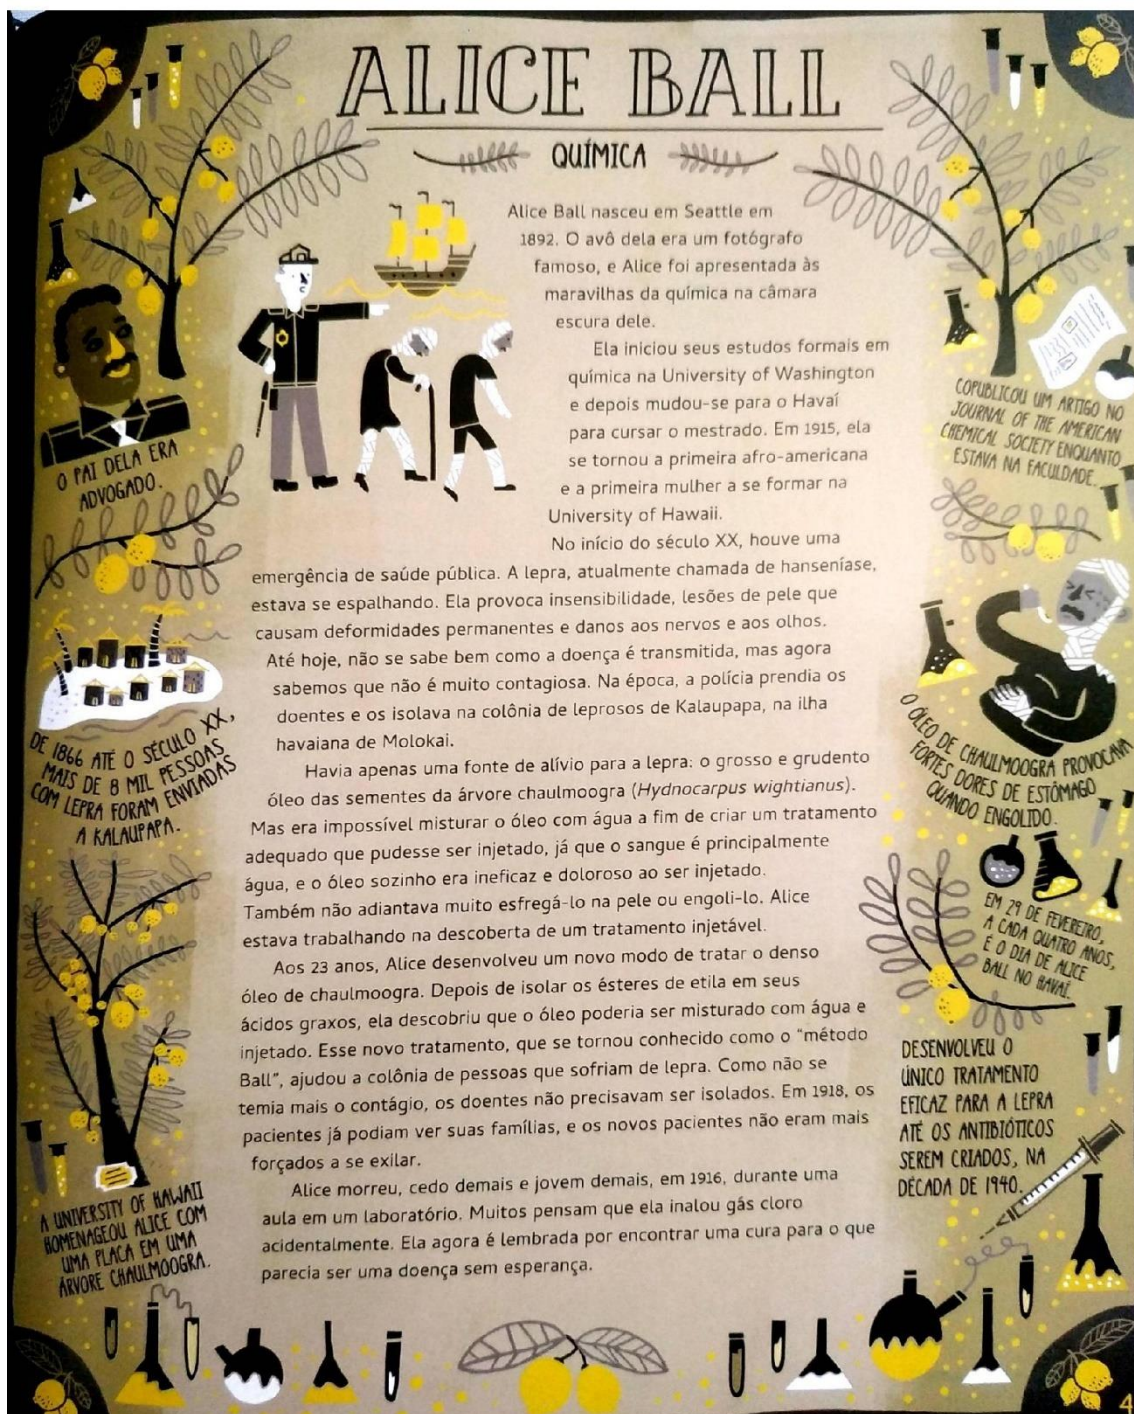 ALICE BALL
QUÍMICA
Alice Ball nasceu em Seattle em
1892. O avô dela era um fotógrafo
famoso, e Alice foi apresentada às
maravilhas da química na câmara
escura dele.
Ela iniciou seus estudos formais em
química na University of Washington
e depois mudou-se para o Havaí
para cursar o mestrado. Em 1915, ela
se tornou a primeira afro-americana
e a primeira mulher a se formar na
University of Hawaii.
No início do século XX, houve uma
emergência de saúde pública. A lepra, atualmente chamada de hanseníase,
estava se espalhando. Ela provoca insensibilidade, lesões de pele que
causam deformidades permanentes e danos aos nervos e aos olhos.
Até hoje, não se sabe bem como a doença é transmitida, mas agora
sabemos que não é muito contagiosa. Na época, a polícia prendia os
doentes e os isolava na colônia de leprosos de Kalaupapa, na ilha
havaiana de Molokai.
Havia apenas uma fonte de alívio para a lepra: o grosso e grudento
óleo das sementes da árvore chaulmoogra (Hydnocarpus wightianus).
Mas era impossível misturar o óleo com água a fim de criar um tratamento
adequado que pudesse ser injetado, já que o sangue é principalmente
água, e o óleo sozinho era ineficaz e doloroso ao ser injetado.
Também não adiantava muito esfregá-lo na pele ou engoli-lo. Alice
estava trabalhando na descoberta de um tratamento injetável.
Aos 23 anos, Alice desenvolveu um novo modo de tratar o denso
óleo de chaulmoogra. Depois de isolar os ésteres de etila em seus
ácidos graxos, ela descobriu que o óleo poderia ser misturado com água e
injetado. Esse novo tratamento, que se tornou conhecido como o "método
Ball", ajudou a colônia de pessoas que sofriam de lepra. Como não se
temia mais o contágio, os doentes não precisavam ser isolados. Em 1918, os
pacientes já podiam ver suas famílias, e os novos pacientes não eram mais
forçados a se exilar.
Alice morreu, cedo demais e jovem demais, em 1916, durante uma
aula em um laboratório. Muitos pensam que ela inalou gás cloro
acidentalmente. Ela agora é lembrada por encontrar uma cura para o que
parecia ser uma doença sem esperança.
O PAI DELA ERA
ADVOGADO.
DE 1866 ATÉ O SÉCULO XX,
MAIS DE 8 MIL PESSOAS
COM LEPRA FORAM ENVIADAS
A KALAUPAPA.
A UNIVERSITY OF HAWAII
HOMENAGEOU ALICE COM
UMA PLACA EM UMA
ÁRVORE CHAULMOOGRA.
COPUBLICOU UM ARTIGO NO
JOURNAL OF THE AMERICAN
CHEMICAL SOCIETY ENQUANTO
ESTAVA NA FACULDADE.
O ÓLEO DE CHAULMOOGRA PROVOCAVA
FORTES DORES DE ESTÔMAGO
QUANDO ENGOLIDO.
EM 29 DE FEVEREIRO,
A CADA QUATRO ANOS,
É O DIA DE ALICE
BALL NO HAVAÍ.
DESENVOLVEU O
ÚNICO TRATAMENTO
EFICAZ PARA A LEPRA
ATÉ OS ANTIBIÓTICOS
SEREM CRIADOS, NA
DÉCADA DE 1940.
4